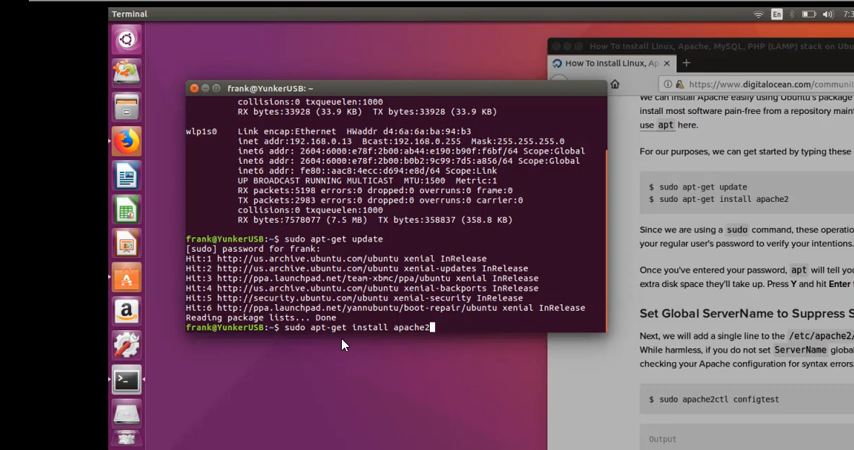 Terminal
En
How To Install Linux, Apache, MySQL, PHP (LAMP) stack on Ubu
How To Install Linux, Ap
https://www.digitalocean.com/communi
frank@YunkerUSB: ~
collisions:0 txqueuelen:1000
RX bytes:33928 (33.9 KB)  TX bytes:33928 (33.9 KB)
wlp1s0    Link encap:Ethernet  HWaddr d4:6a:6a:ba:94:b3
inet addr:192.168.0.13  Bcast:192.168.0.255  Mask:255.255.255.0
inet6 addr: 2604:6000:e78f:2b00:ab44:e190:b90f:f6bf/64 Scope:Global
inet6 addr: 2604:6000:e78f:2b00:b0b2:9c99:7d5:a856/64 Scope:Global
inet6 addr: fe80::aac8:4ecc:d694:e8d/64 Scope:Link
UP BROADCAST RUNNING MULTICAST  MTU:1500  Metric:1
RX packets:5198 errors:0 dropped:0 overruns:0 frame:0
TX packets:2983 errors:0 dropped:0 overruns:0 carrier:0
collisions:0 txqueuelen:1000
RX bytes:7578077 (7.5 MB)  TX bytes:358837 (358.8 KB)
frank@YunkerUSB:~$ sudo apt-get update
[sudo] password for frank:
Hit:1 http://us.archive.ubuntu.com/ubuntu xenial InRelease
Hit:2 http://us.archive.ubuntu.com/ubuntu xenial-updates InRelease
Hit:3 http://ppa.launchpad.net/team-xbmc/ppa/ubuntu xenial InRelease
Hit:4 http://us.archive.ubuntu.com/ubuntu xenial-backports InRelease
Hit:5 http://security.ubuntu.com/ubuntu xenial-security InRelease
Hit:6 http://ppa.launchpad.net/yannubuntu/boot-repair/ubuntu xenial InRelease
Reading package lists... Done
frank@YunkerUSB:~$ sudo apt-get install apache2
We can install Apache easily using Ubuntu's package
install most software pain-free from a repository main
use apt here.
For our purposes, we can get started by typing these
$ sudo apt-get update
$ sudo apt-get install apache2
Since we are using a sudo command, these operatio
your regular user's password to verify your intentions.
Once you've entered your password, apt will tell you
extra disk space they'll take up. Press Y and hit Enter
Set Global ServerName to Suppress S
Next, we will add a single line to the /etc/apache2/
While harmless, if you do not set ServerName global
checking your Apache configuration for syntax errors.
$ sudo apache2ctl configtest
Output